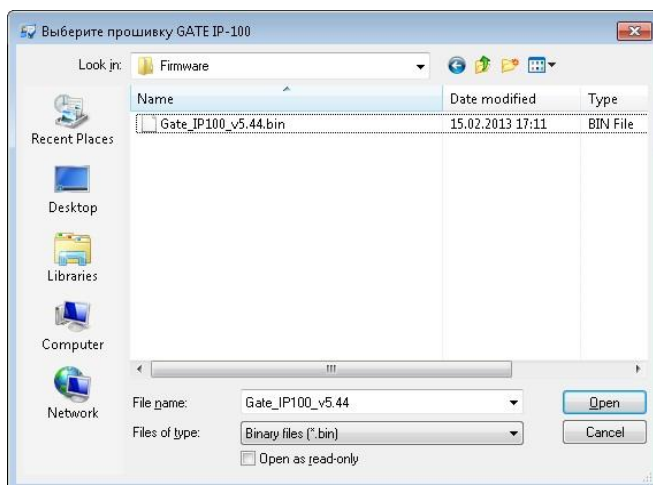 Выберите прошивку GATE IP-100
Look in: Firmware
Name Date modified Type
Gate_IP100_v5.44.bin 15.02.2013 17:11 BIN File
Recent Places
Desktop
Libraries
Computer
Network
File name: Gate_IP100_v5.44 Open
Files of type: Binary files (*.bin) Cancel
Open as read-only